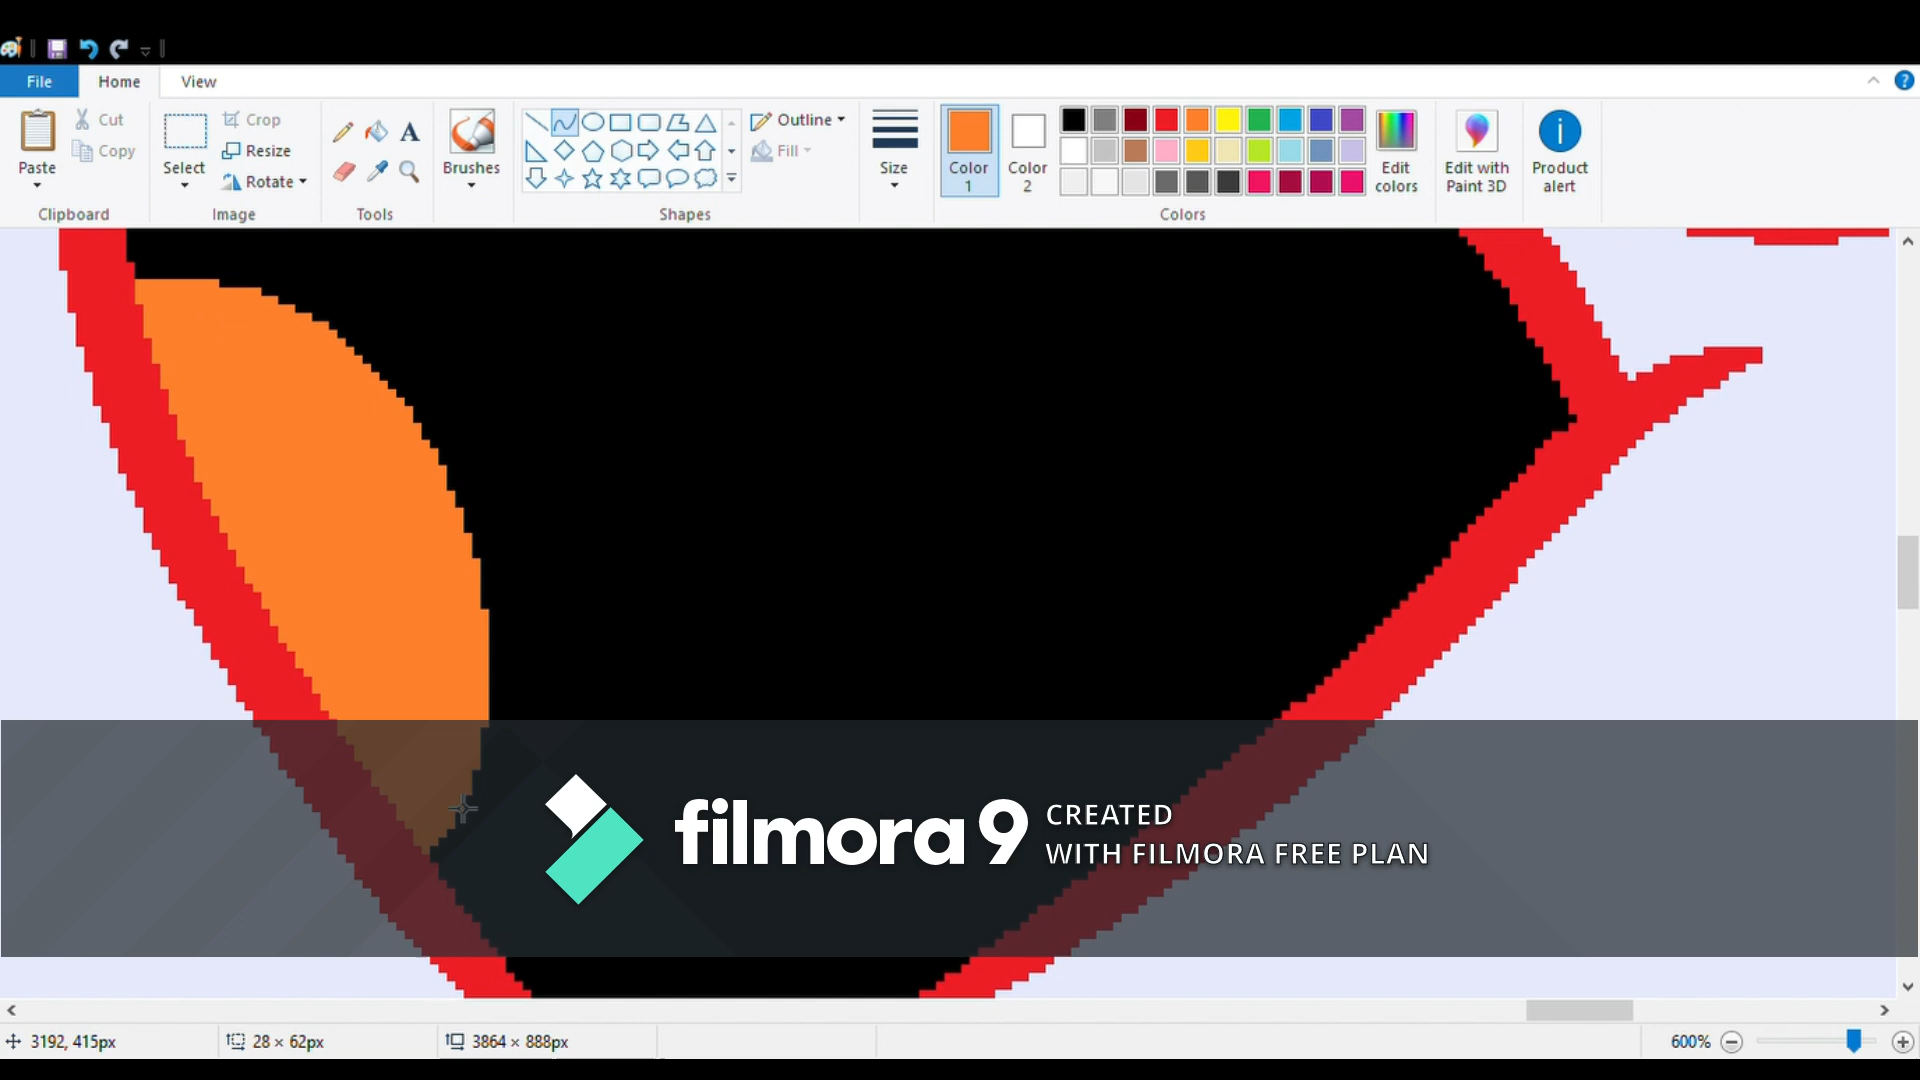 File Home View
Paste
Cut
Copy
Clipboard
Select
Crop
Resize
Rotate
Image
A
Tools
Brushes
Shapes
Outline
Fill
Size
Color
1
Color
2
Colors
Edit
colors
Edit with
Paint 3D
Product
alert
filmora9 CREATED
WITH FILMORA FREE PLAN
3192, 415px 28 × 62px 3864 × 888px 600%